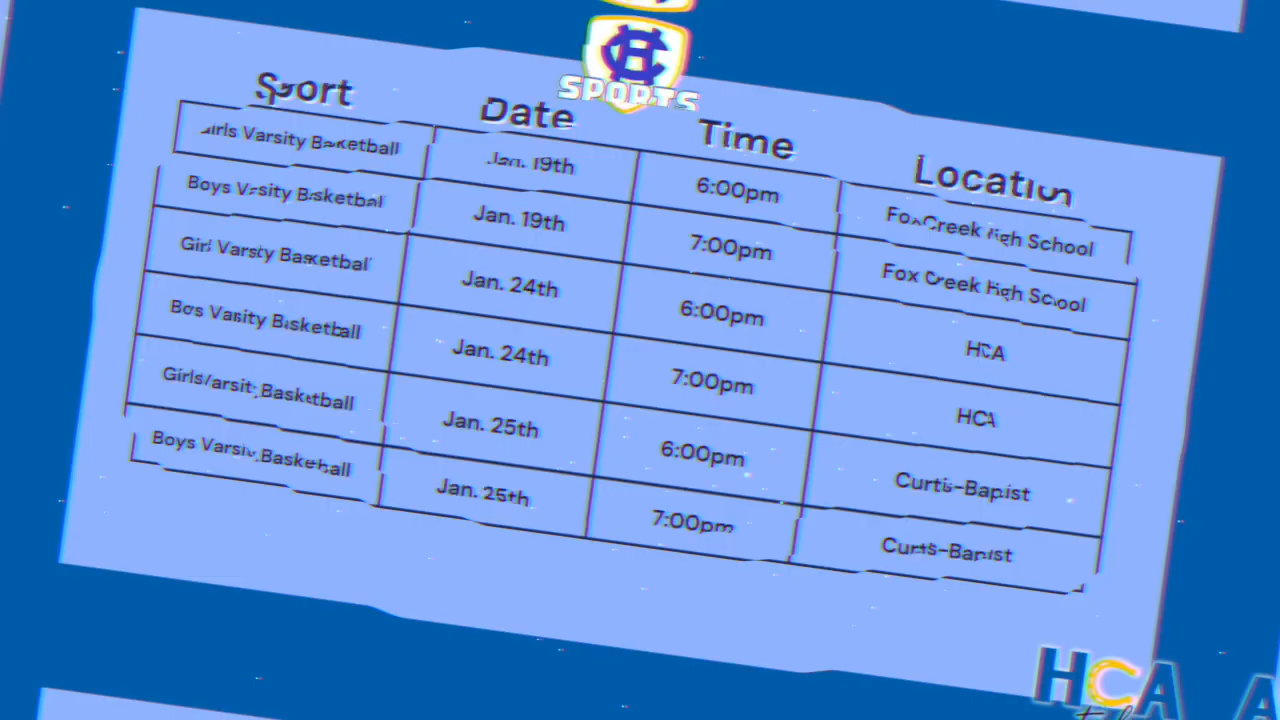 SPORTS
Sport Date Time Location
Girls Varsity Basketball Jan. 19th 6:00pm Fox Creek High School
Boys Varsity Basketball Jan. 19th 7:00pm Fox Creek High School
Girls Varsity Basketball Jan. 24th 6:00pm HCA
Boys Varsity Basketball Jan. 24th 7:00pm HCA
Girls Varsity Basketball Jan. 25th 6:00pm Curtis-Baptist
Boys Varsity Basketball Jan. 25th 7:00pm Curtis-Baptist
HCA